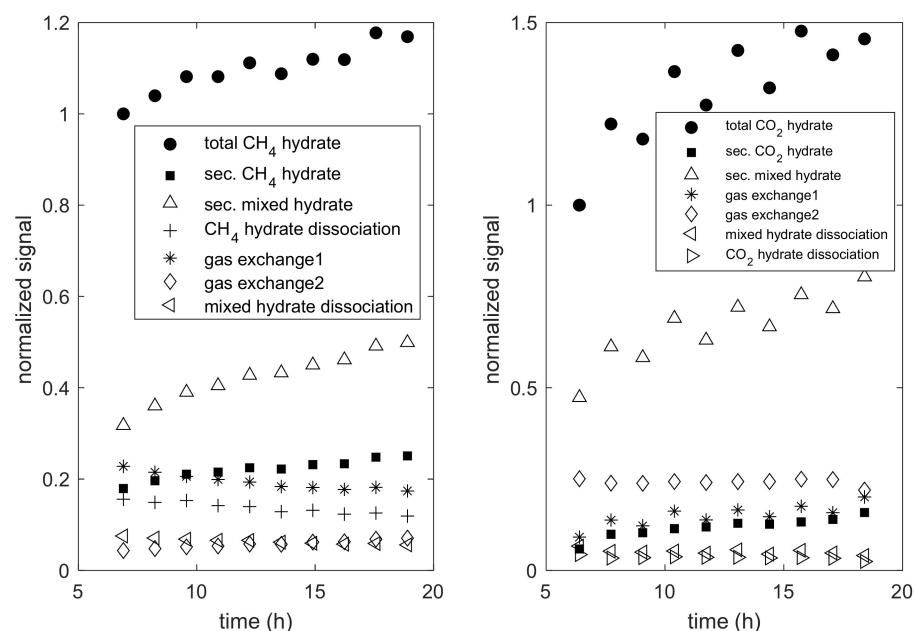 1.2
1
0.8
0.6
0.4
0.2
0
5
10
15
20
time (h)
normalized signal
total CH4 hydrate
sec. CH4 hydrate
sec. mixed hydrate
CH4 hydrate dissociation
gas exchange1
gas exchange2
mixed hydrate dissociation
1.5
1
0.5
0
5
10
15
20
time (h)
normalized signal
total CO2 hydrate
sec. CO2 hydrate
sec. mixed hydrate
gas exchange1
gas exchange2
mixed hydrate dissociation
CO2 hydrate dissociation